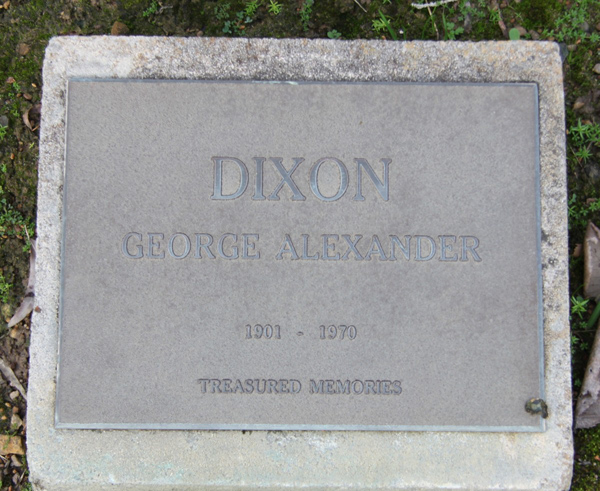 DIXON
GEORGE ALEXANDER
1901 - 1970
TREASURED MEMORIES